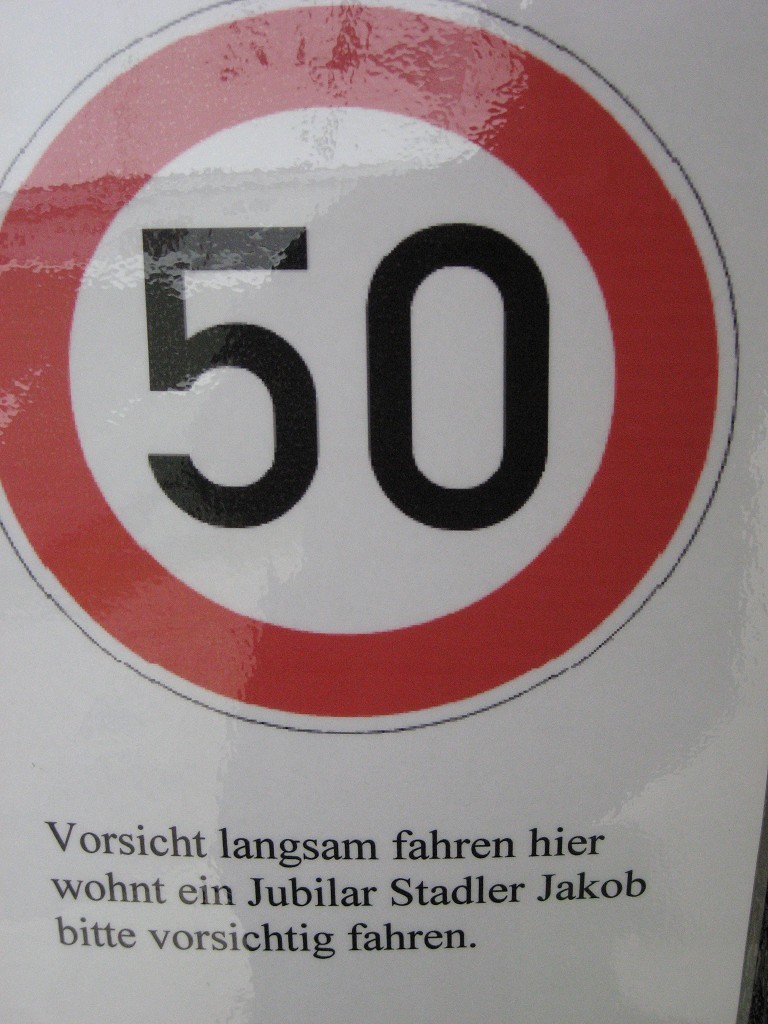 50
Vorsicht langsam fahren hier
wohnt ein Jubilar Stadler Jakob
bitte vorsichtig fahren.